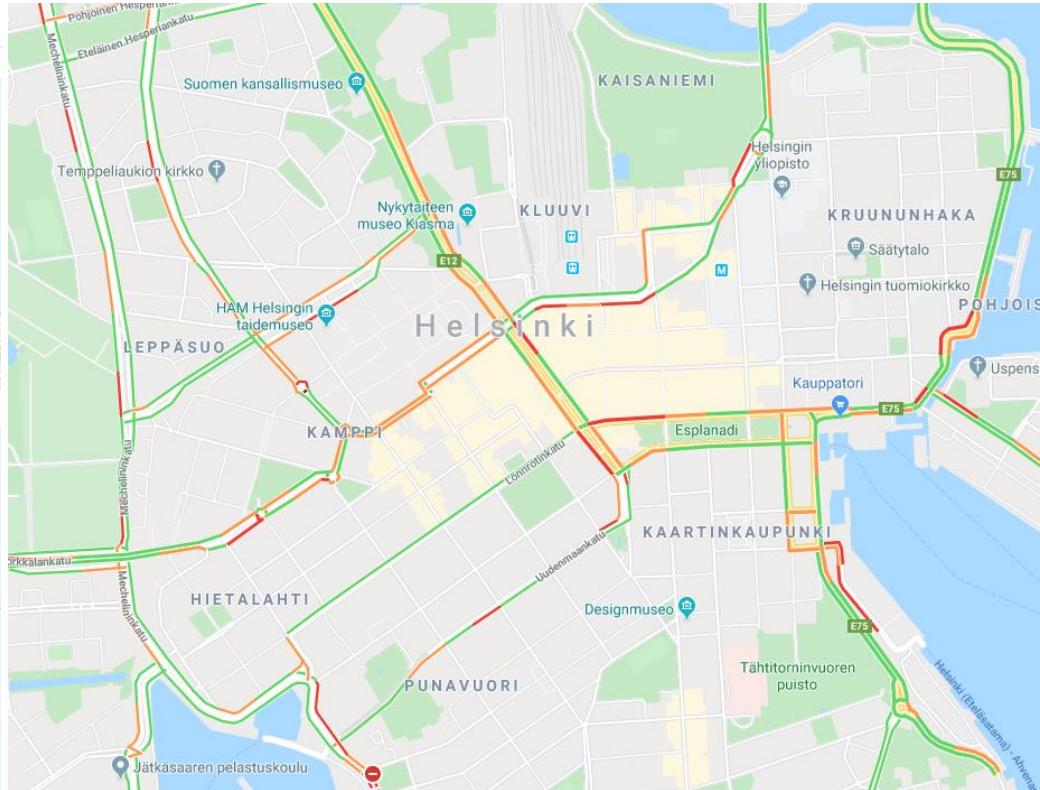 Pohjoinen Hesperiankatu
Eteläinen Hesperiankatu
Mechelininkatu
Suomen kansallismuseo
KAISANIEMI
Temppeliaukion kirkko
Helsingin
yliopisto
E75
Nykytaiteen
museo Kiasma
KLUUVI
KRUUNUNHAKA
Säätytalo
E12
M
Helsingin tuomiokirkko
HAM Helsingin
taidemuseo
Helsinki
POHJOIS
LEPPÄSUO
Uspens
Kauppatori
E75
KAMPPI
Esplanadi
Mechelininkatu
Lönnrotinkatu
KAARTINKAUPUNKI
orkkalankatu
Uudenmaankatu
Mechelininkatu
HIETALAHTI
Designmuseo
E75
Tähtitorninvuoren
puisto
PUNAVUORI
Helsinki (Eteläsatama) - Ahvena
Jätkäsaaren pelastuskoulu